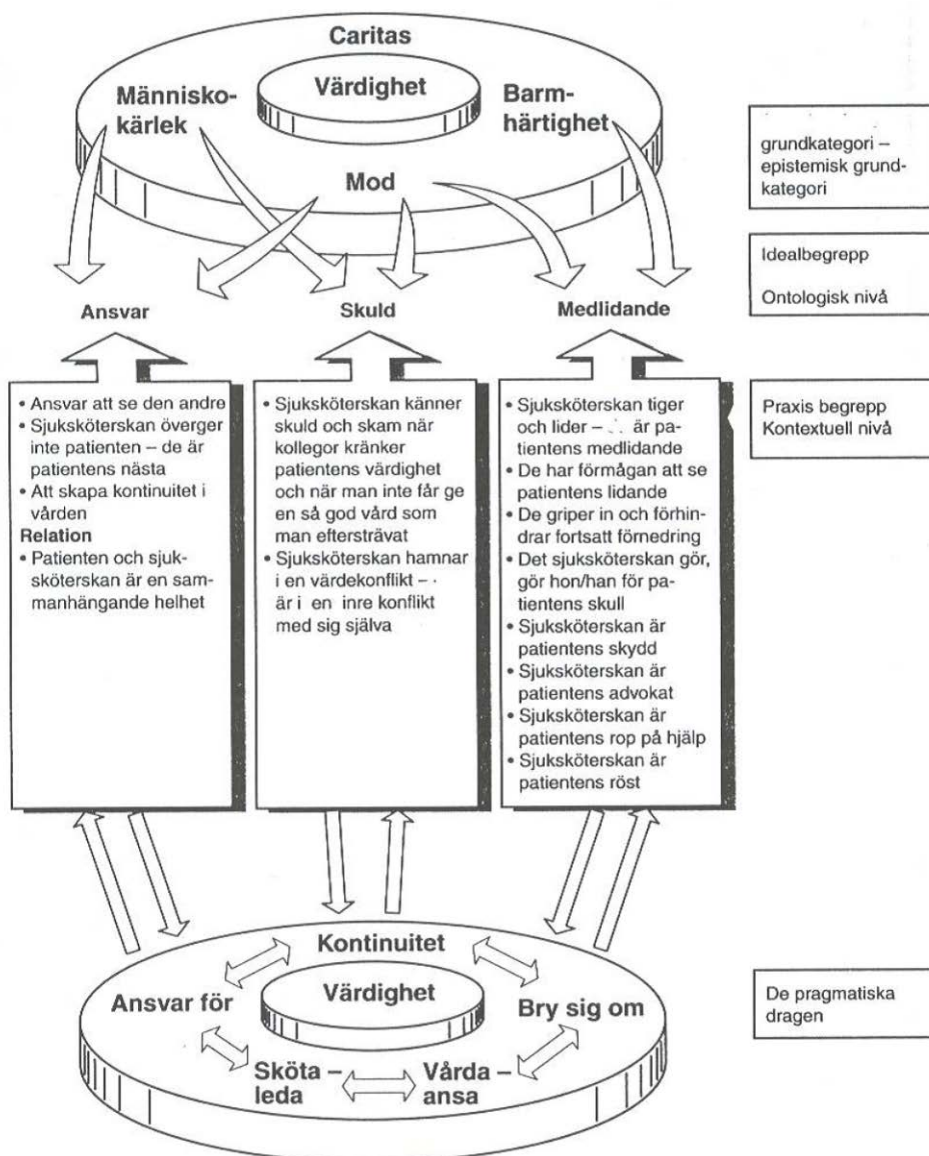 Caritas
Värdighet
Människo-
kärlek
Barm-
härtighet
Mod
grundkategori –
epistemisk grund-
kategori
Idealbegrepp
Ontologisk nivå
Ansvar
Skuld
Medlidande
• Ansvar att se den andre
• Sjuksköterskan överger
inte patienten – de är
patientens nästa
• Att skapa kontinuitet i
vården
Relation
• Patienten och sjuk-
sköterskan är en sam-
manhängande helhet
• Sjuksköterskan känner
skuld och skam när
kollegor kränker
patientens värdighet
och när man inte får ge
en så god vård som
man eftersträvat
• Sjuksköterskan hamnar
i en värdekonflikt –
är i en inre konflikt
med sig själva
• Sjuksköterskan tiger
och lider – är pa-
tientens medlidande
• De har förmågan att se
patientens lidande
• De griper in och förhin-
drar fortsatt förnedring
• Det sjuksköterskan gör,
gör hon/han för pa-
tientens skull
• Sjuksköterskan är
patientens skydd
• Sjuksköterskan är
patientens advokat
• Sjuksköterskan är
patientens rop på hjälp
• Sjuksköterskan är
patientens röst
Praxis begrepp
Kontextuell nivå
Kontinuitet
Ansvar för
Värdighet
Bry sig om
Sköta –
leda
Vårda –
ansa
De pragmatiska
dragen